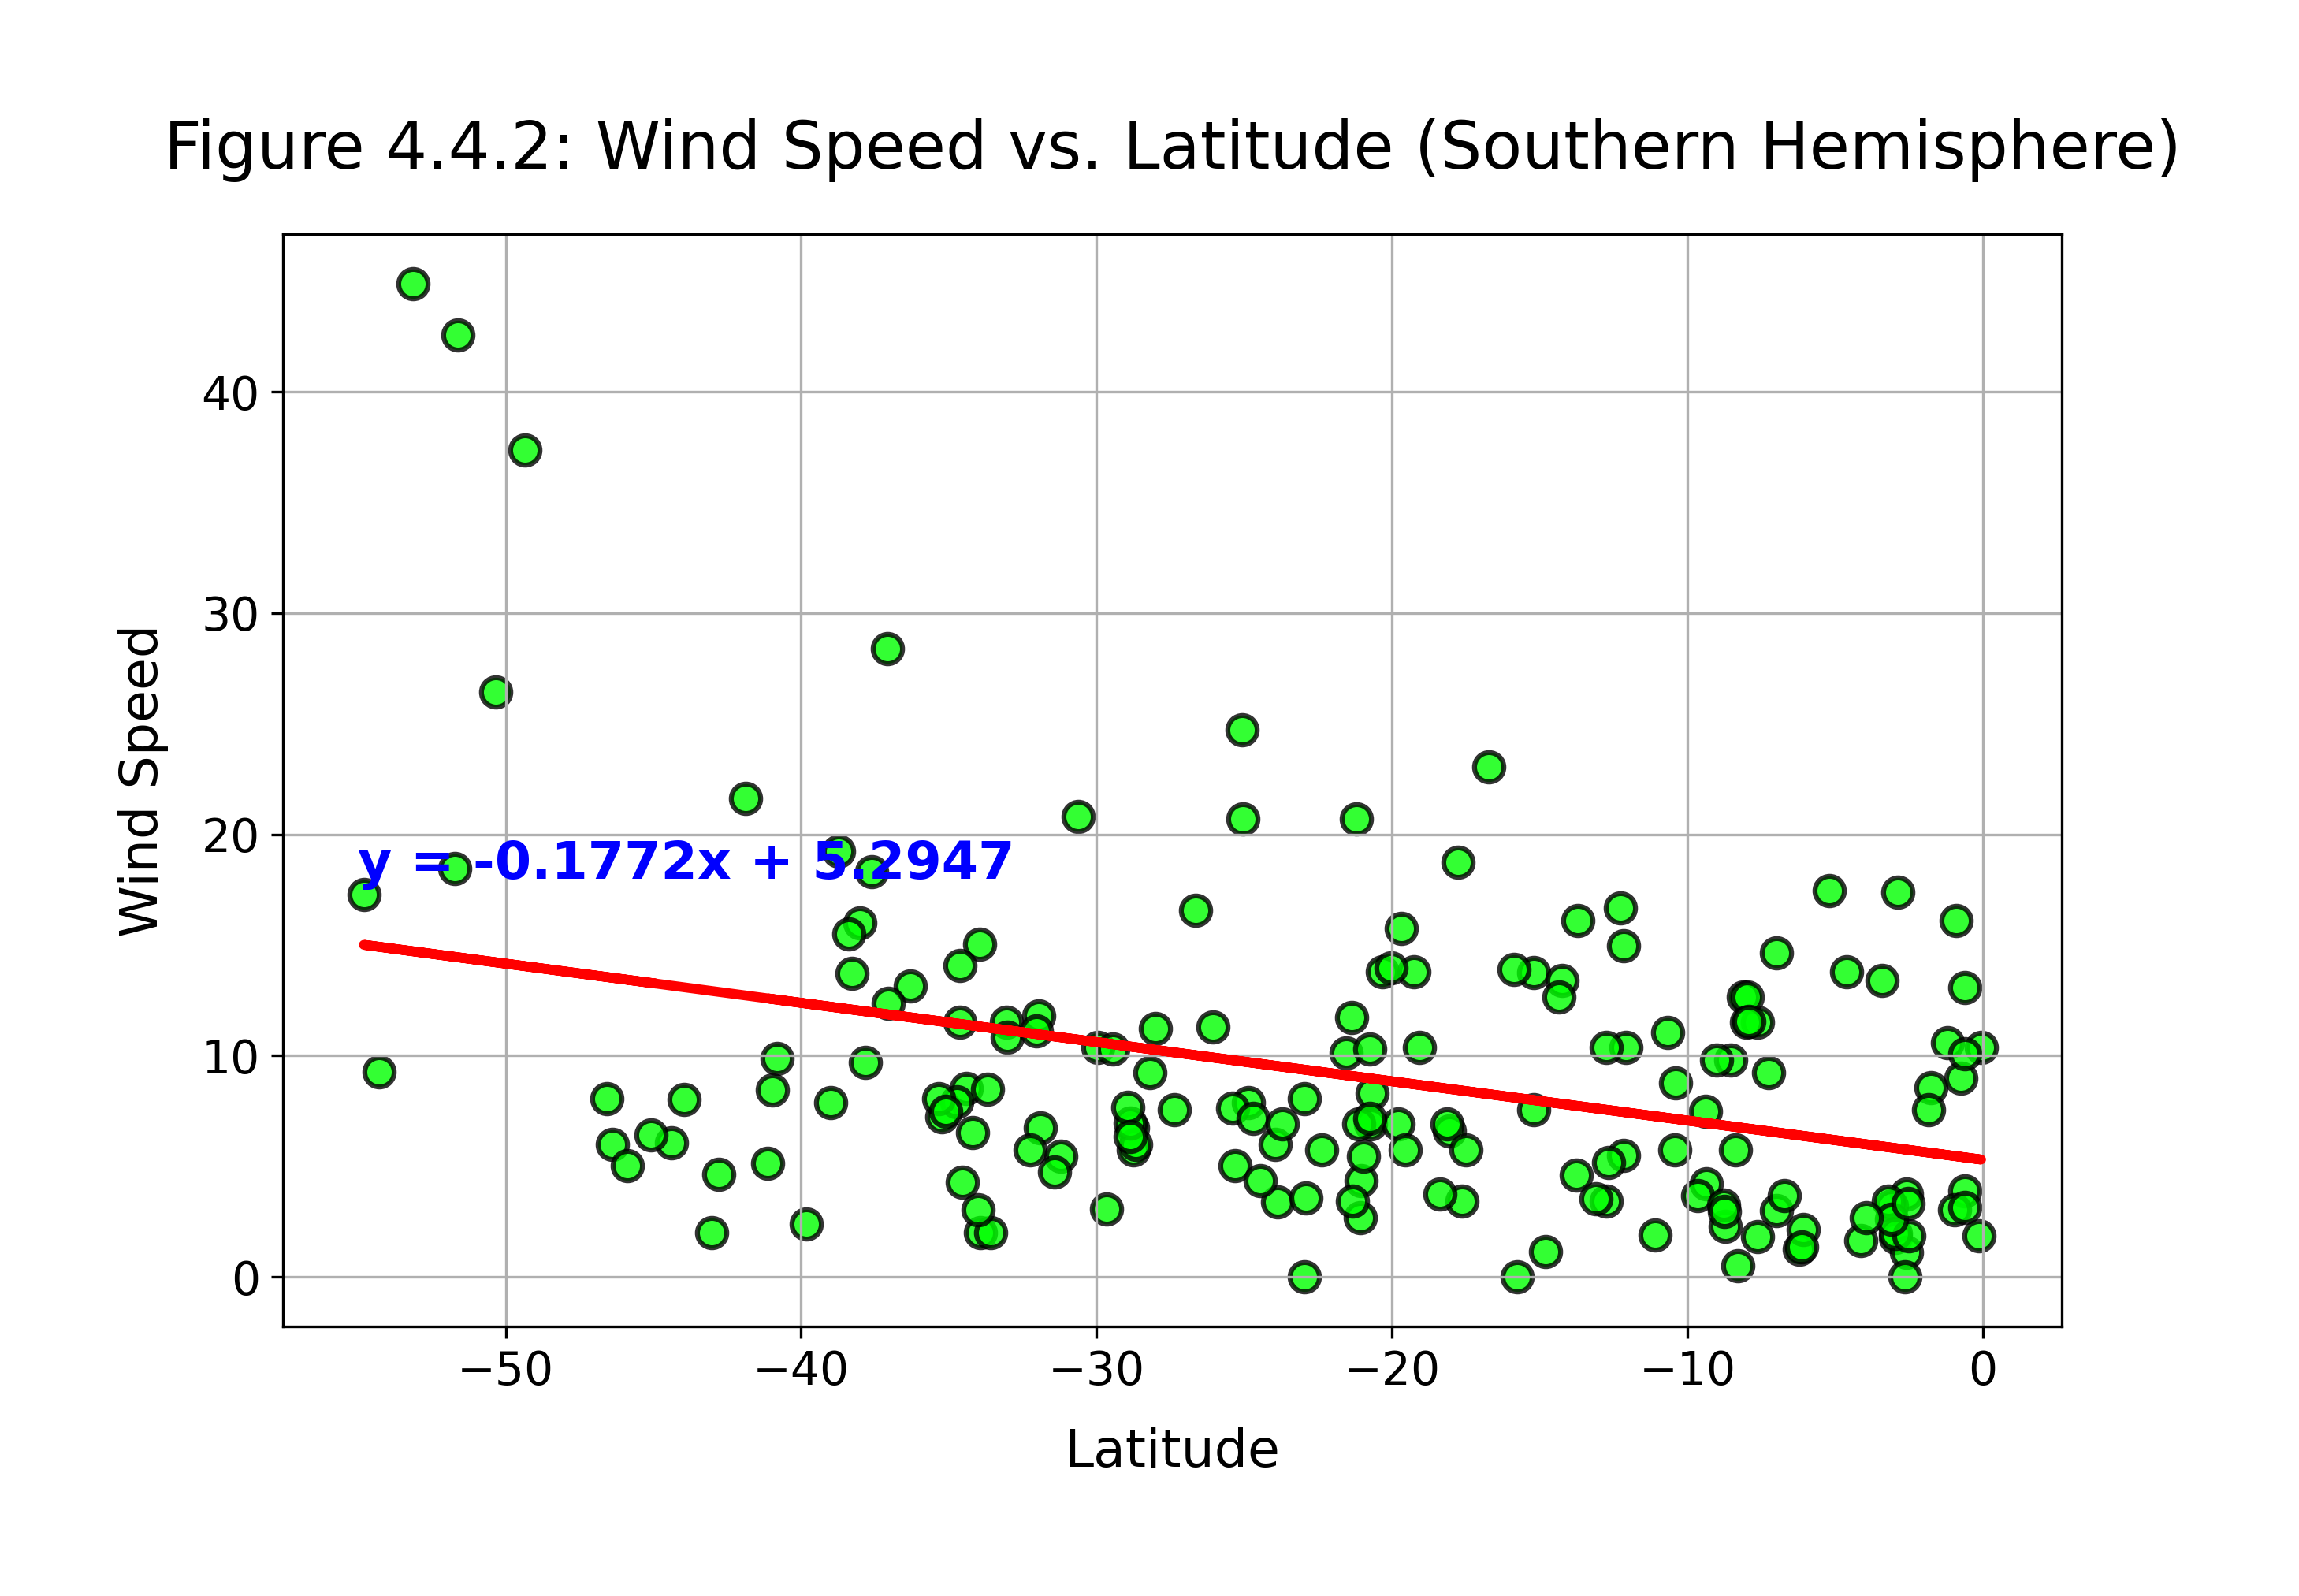 Figure 4.4.2: Wind Speed vs. Latitude (Southern Hemisphere)
Wind Speed
40
30
20
10
0
y = -0.1772x + 5.2947
−50 −40 −30 −20 −10 0
Latitude